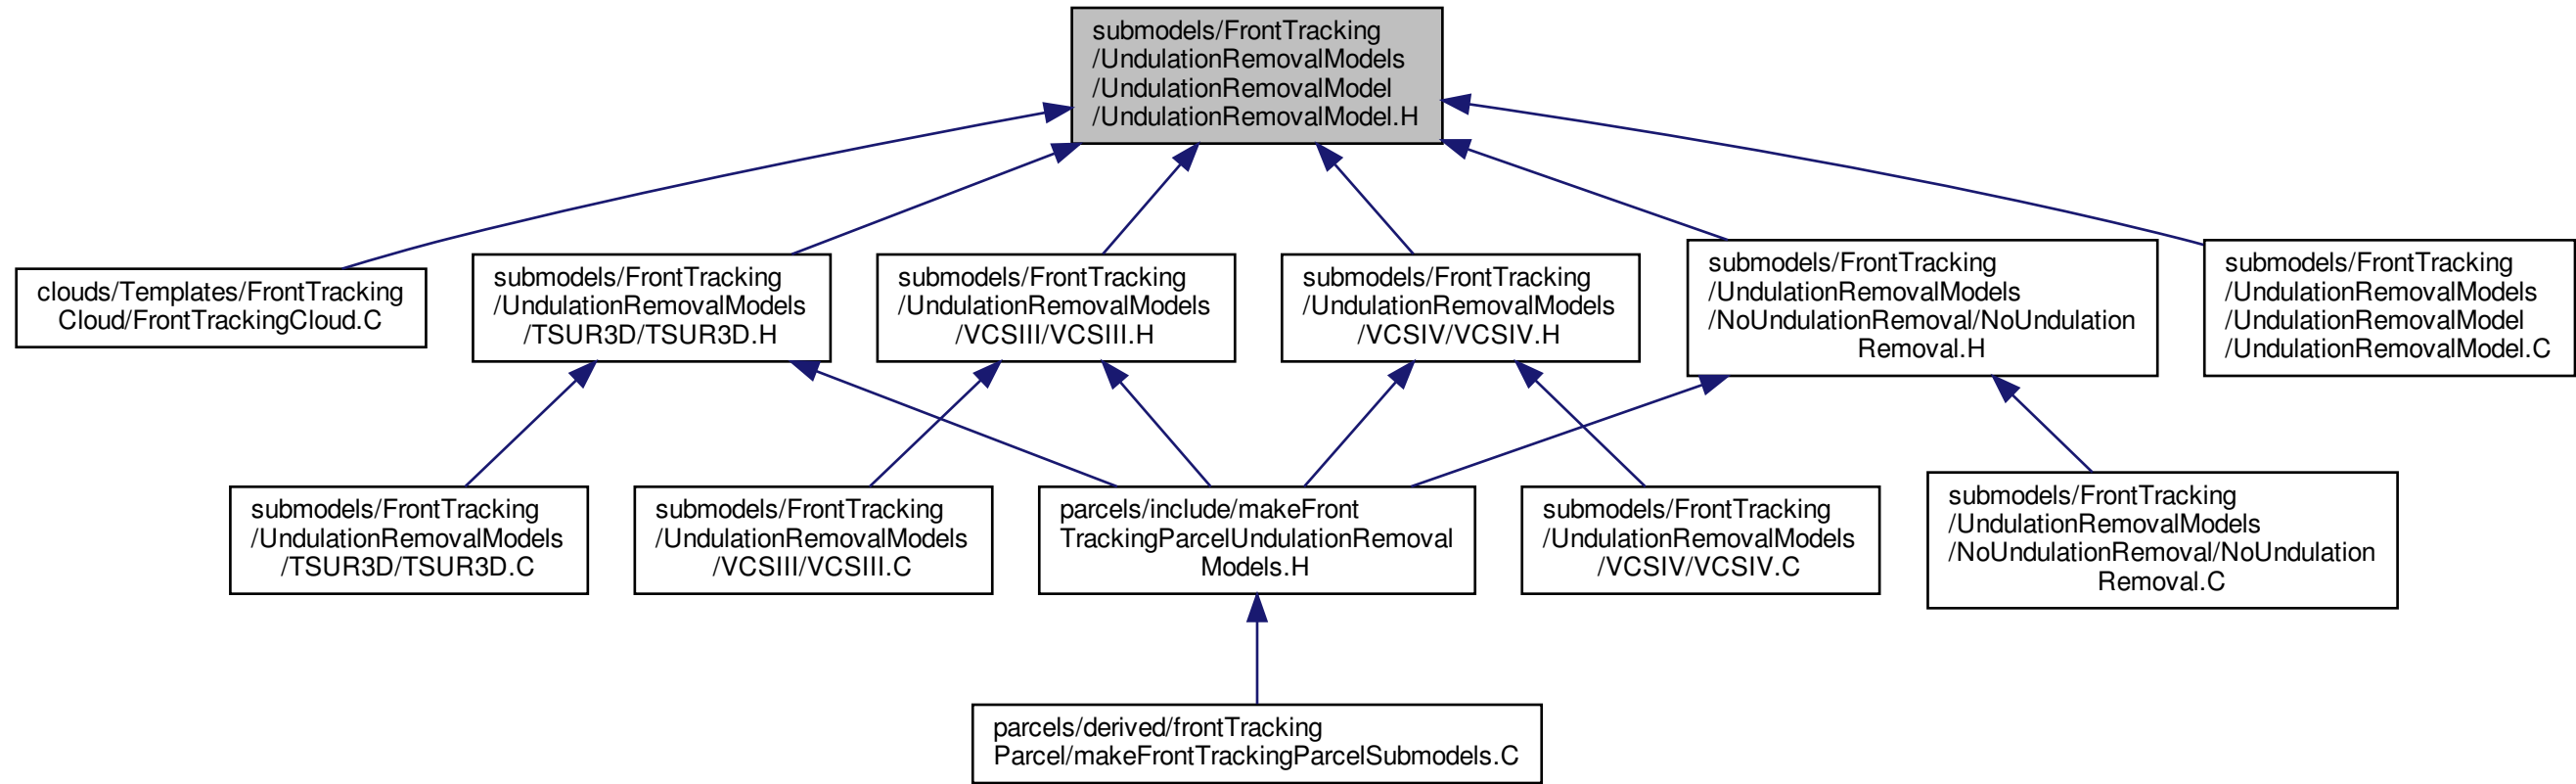 submodels/FrontTracking
/UndulationRemovalModels
/UndulationRemovalModel
/UndulationRemovalModel.H
clouds/Templates/FrontTracking
Cloud/FrontTrackingCloud.C
submodels/FrontTracking
/UndulationRemovalModels
/TSUR3D/TSUR3D.H
submodels/FrontTracking
/UndulationRemovalModels
/VCSIII/VCSIII.H
submodels/FrontTracking
/UndulationRemovalModels
/VCSIV/VCSIV.H
submodels/FrontTracking
/UndulationRemovalModels
/NoUndulationRemoval/NoUndulation
Removal.H
submodels/FrontTracking
/UndulationRemovalModels
/UndulationRemovalModel
/UndulationRemovalModel.C
submodels/FrontTracking
/UndulationRemovalModels
/TSUR3D/TSUR3D.C
submodels/FrontTracking
/UndulationRemovalModels
/VCSIII/VCSIII.C
parcels/include/makeFront
TrackingParcelUndulationRemoval
Models.H
submodels/FrontTracking
/UndulationRemovalModels
/VCSIV/VCSIV.C
submodels/FrontTracking
/UndulationRemovalModels
/NoUndulationRemoval/NoUndulation
Removal.C
parcels/derived/frontTracking
Parcel/makeFrontTrackingParcelSubmodels.C